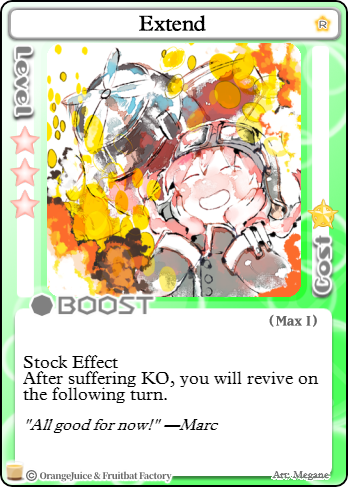 Extend
R
Level
Cost
BOOST
(Max 1)
Stock Effect
After suffering KO, you will revive on
the following turn.
"All good for now!" —Marc
© OrangeJuice & Fruitbat Factory
Art: Megane